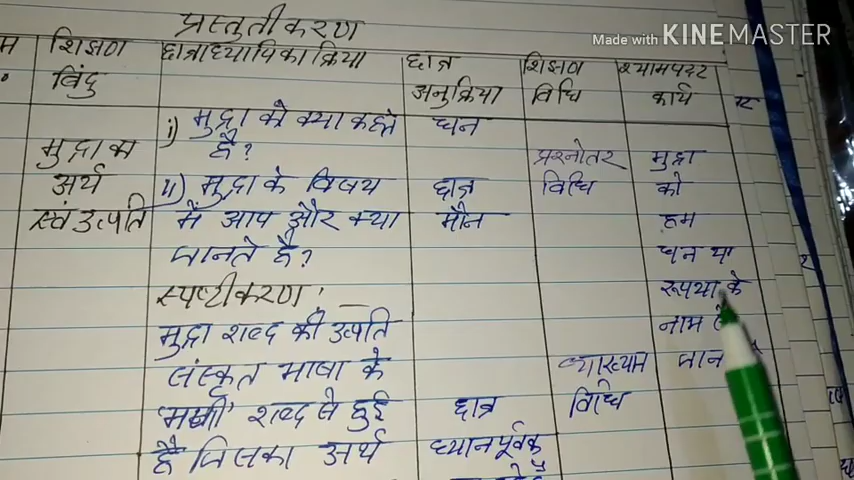 Made with KINEMASTER
प्रस्तुतीकरण
म शिक्षण छात्राध्यापिका क्रिया छात्र शिक्षण श्यामपट्ट
बिंदु अनुक्रिया विधि कार्य
i) मुद्रा को क्या कहते धन
है? प्रश्नोतर मुद्रा
मुद्रा का
अर्थ ii) मुद्रा के विषय छात्र विधि को
एवं उत्पति में आप और क्या मौन हम
जानते है? धन या
स्पष्टीकरण :— रूपया के
मुद्रा शब्द की उत्पति नाम से
संस्कृत भाषा के व्याख्यान जान
शब्द से हुई छात्र विधि
है जिसका अर्थ ध्यानपूर्वक